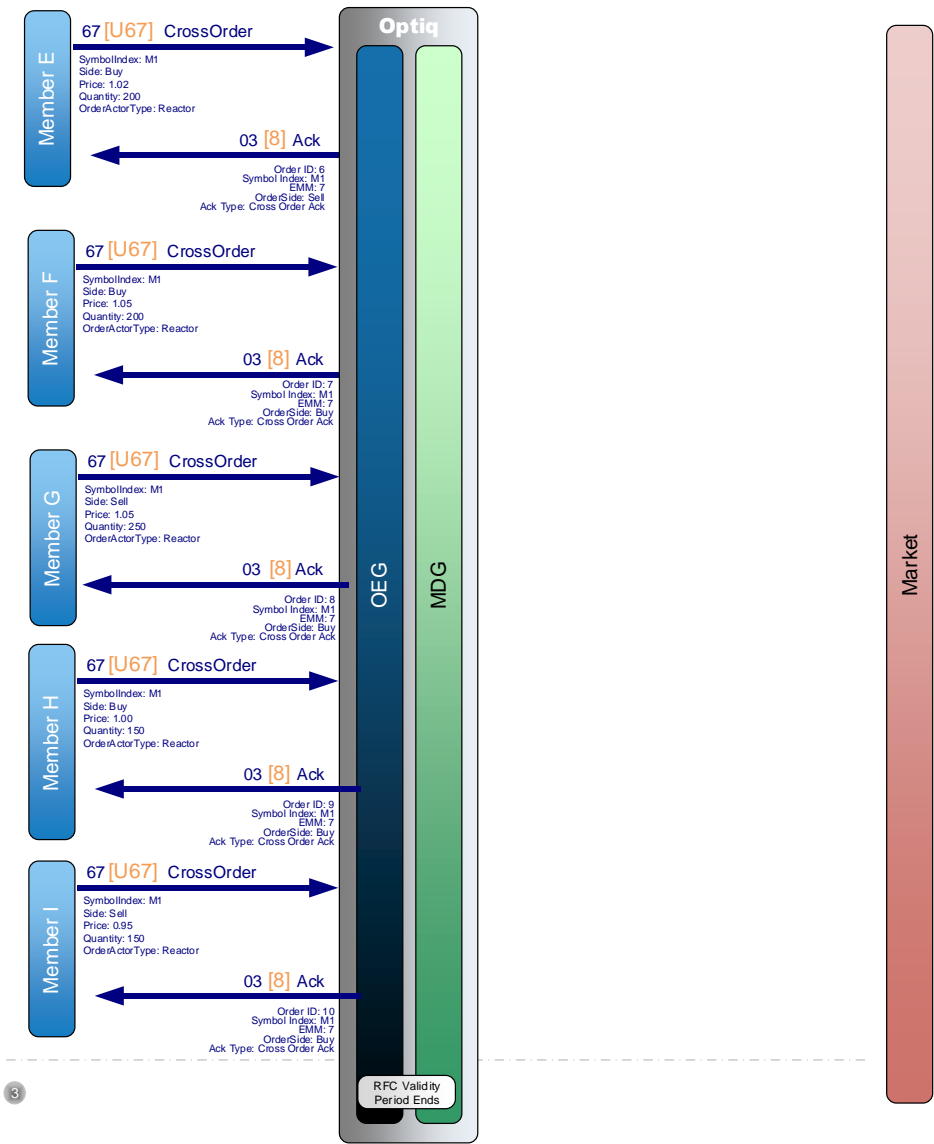 Optiq
Member E
67 [U67] CrossOrder
SymbolIndex: M1
Side: Buy
Price: 1.02
Quantity: 200
OrderActorType: Reactor
03 [8] Ack
Order ID: 6
Symbol Index: M1
EMM: 7
OrderSide: Sell
Ack Type: Cross Order Ack
Member F
67 [U67] CrossOrder
SymbolIndex: M1
Side: Buy
Price: 1.05
Quantity: 200
OrderActorType: Reactor
03 [8] Ack
Order ID: 7
Symbol Index: M1
EMM: 7
OrderSide: Buy
Ack Type: Cross Order Ack
Member G
67 [U67] CrossOrder
SymbolIndex: M1
Side: Sell
Price: 1.05
Quantity: 250
OrderActorType: Reactor
03 [8] Ack
Order ID: 8
Symbol Index: M1
EMM: 7
OrderSide: Buy
Ack Type: Cross Order Ack
Member H
67 [U67] CrossOrder
SymbolIndex: M1
Side: Buy
Price: 1.00
Quantity: 150
OrderActorType: Reactor
03 [8] Ack
Order ID: 9
Symbol Index: M1
EMM: 7
OrderSide: Buy
Ack Type: Cross Order Ack
Member I
67 [U67] CrossOrder
SymbolIndex: M1
Side: Sell
Price: 0.95
Quantity: 150
OrderActorType: Reactor
03 [8] Ack
Order ID: 10
Symbol Index: M1
EMM: 7
OrderSide: Buy
Ack Type: Cross Order Ack
OEG
MDG
Market
3
RFC Validity
Period Ends